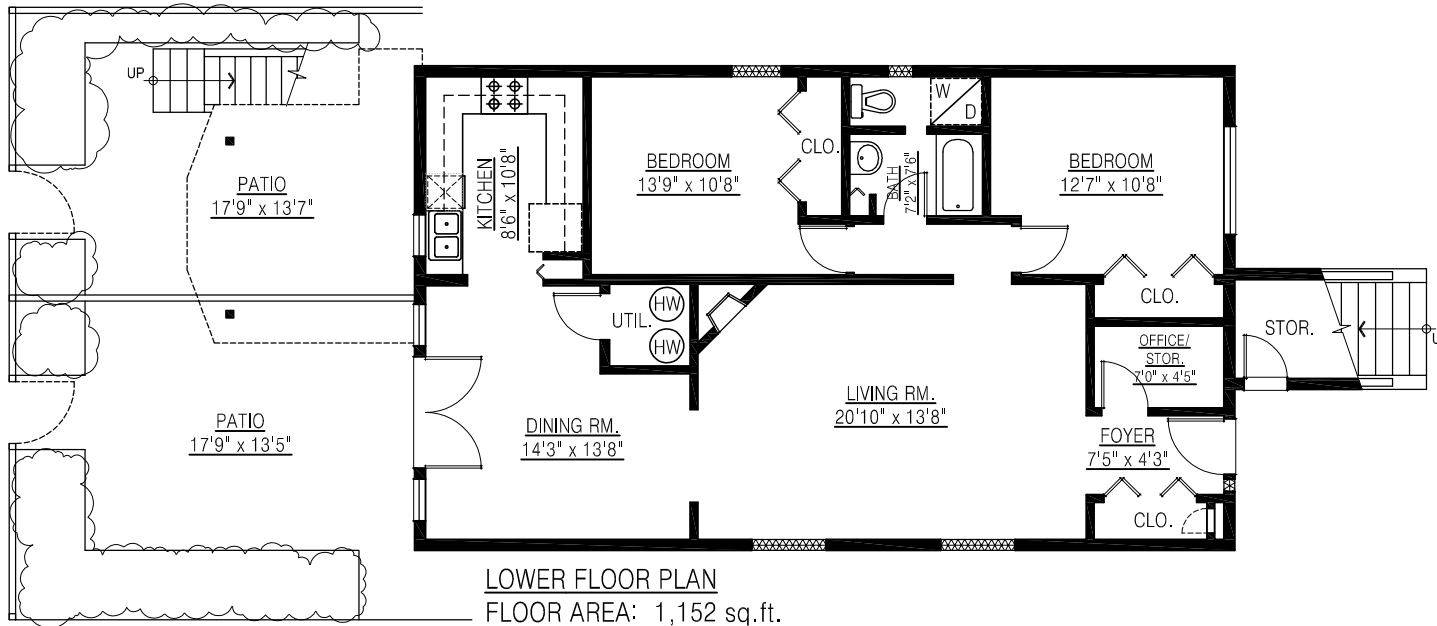 UP
PATIO
17'9" x 13'7"
KITCHEN
8'6" x 10'8"
BEDROOM
13'9" x 10'8"
CLO.
W
D
BATH
7'2" x 7'6"
BEDROOM
12'7" x 10'8"
CLO.
STOR.
U
UTIL.
HW
HW
OFFICE/
STOR.
7'0" x 4'5"
PATIO
17'9" x 13'5"
DINING RM.
14'3" x 13'8"
LIVING RM.
20'10" x 13'8"
FOYER
7'5" x 4'3"
CLO.
LOWER FLOOR PLAN
FLOOR AREA: 1,152 sq.ft.